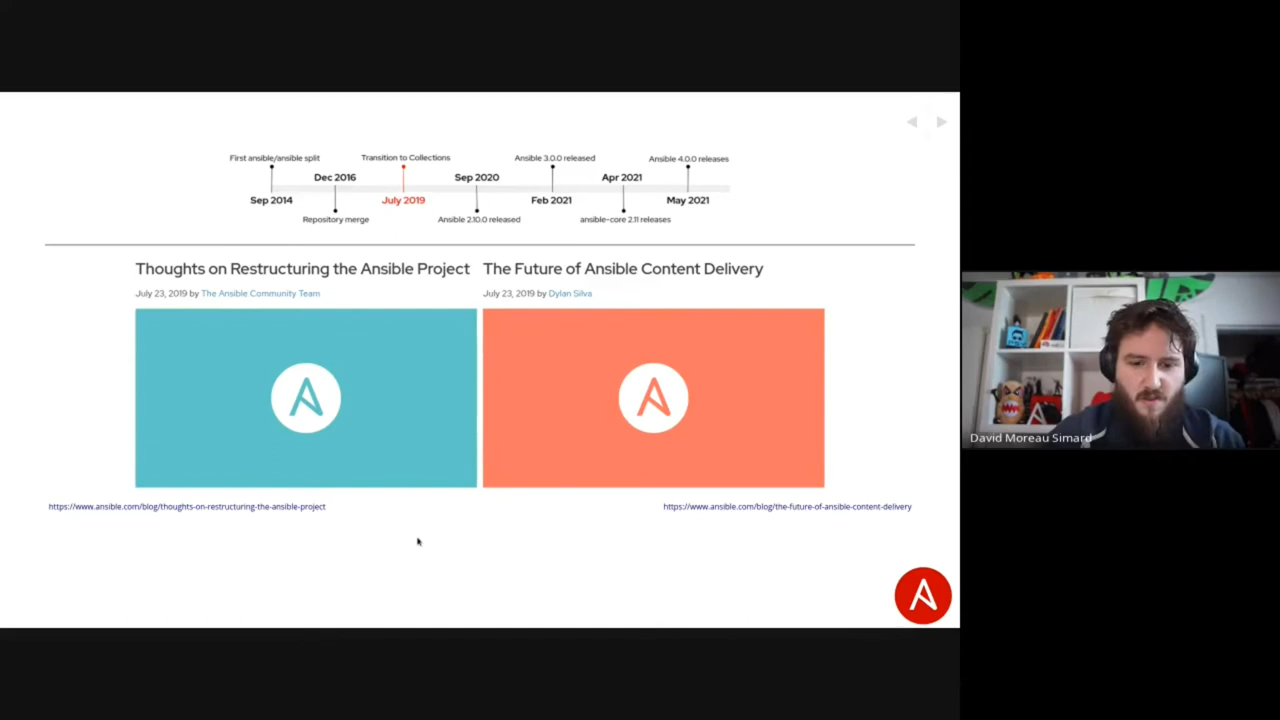 First ansible/ansible split
Transition to Collections
Ansible 3.0.0 released
Ansible 4.0.0 releases
Dec 2016
Sep 2020
Apr 2021
Sep 2014
July 2019
Feb 2021
May 2021
Repository merge
Ansible 2.10.0 released
ansible-core 2.11 releases
Thoughts on Restructuring the Ansible Project
July 23, 2019 by The Ansible Community Team
The Future of Ansible Content Delivery
July 23, 2019 by Dylan Silva
A
A
https://www.ansible.com/blog/thoughts-on-restructuring-the-ansible-project
https://www.ansible.com/blog/the-future-of-ansible-content-delivery
A
David Moreau Simard